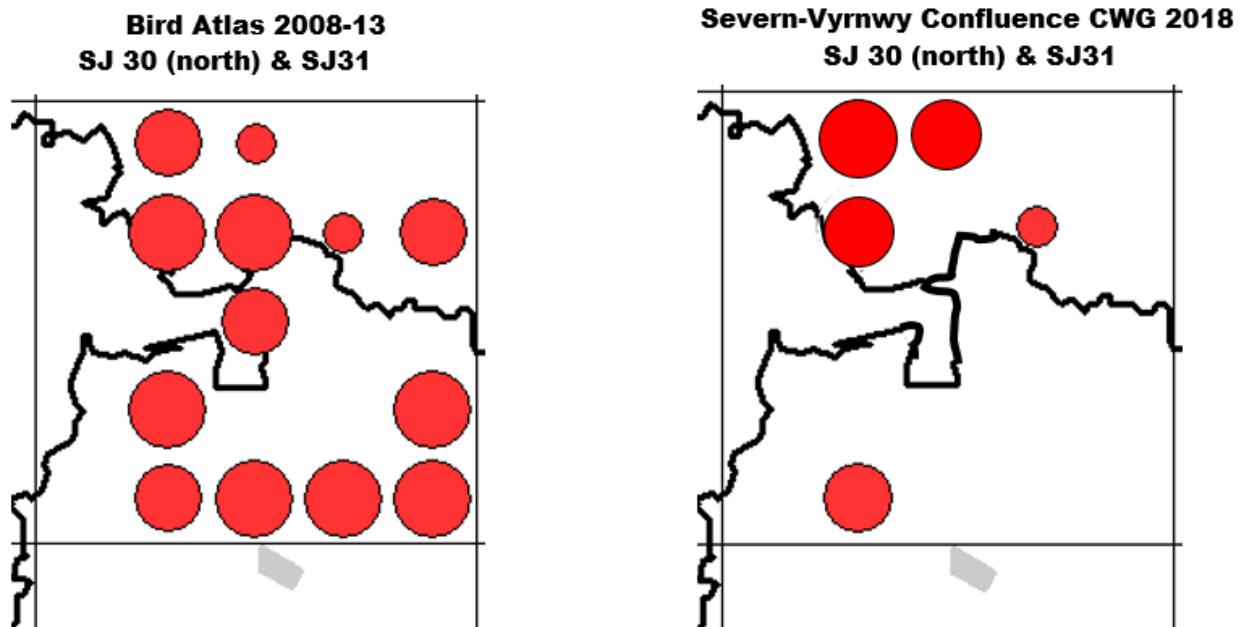 Bird Atlas 2008-13
SJ 30 (north) & SJ31
Severn-Vyrnwy Confluence CWG 2018
SJ 30 (north) & SJ31